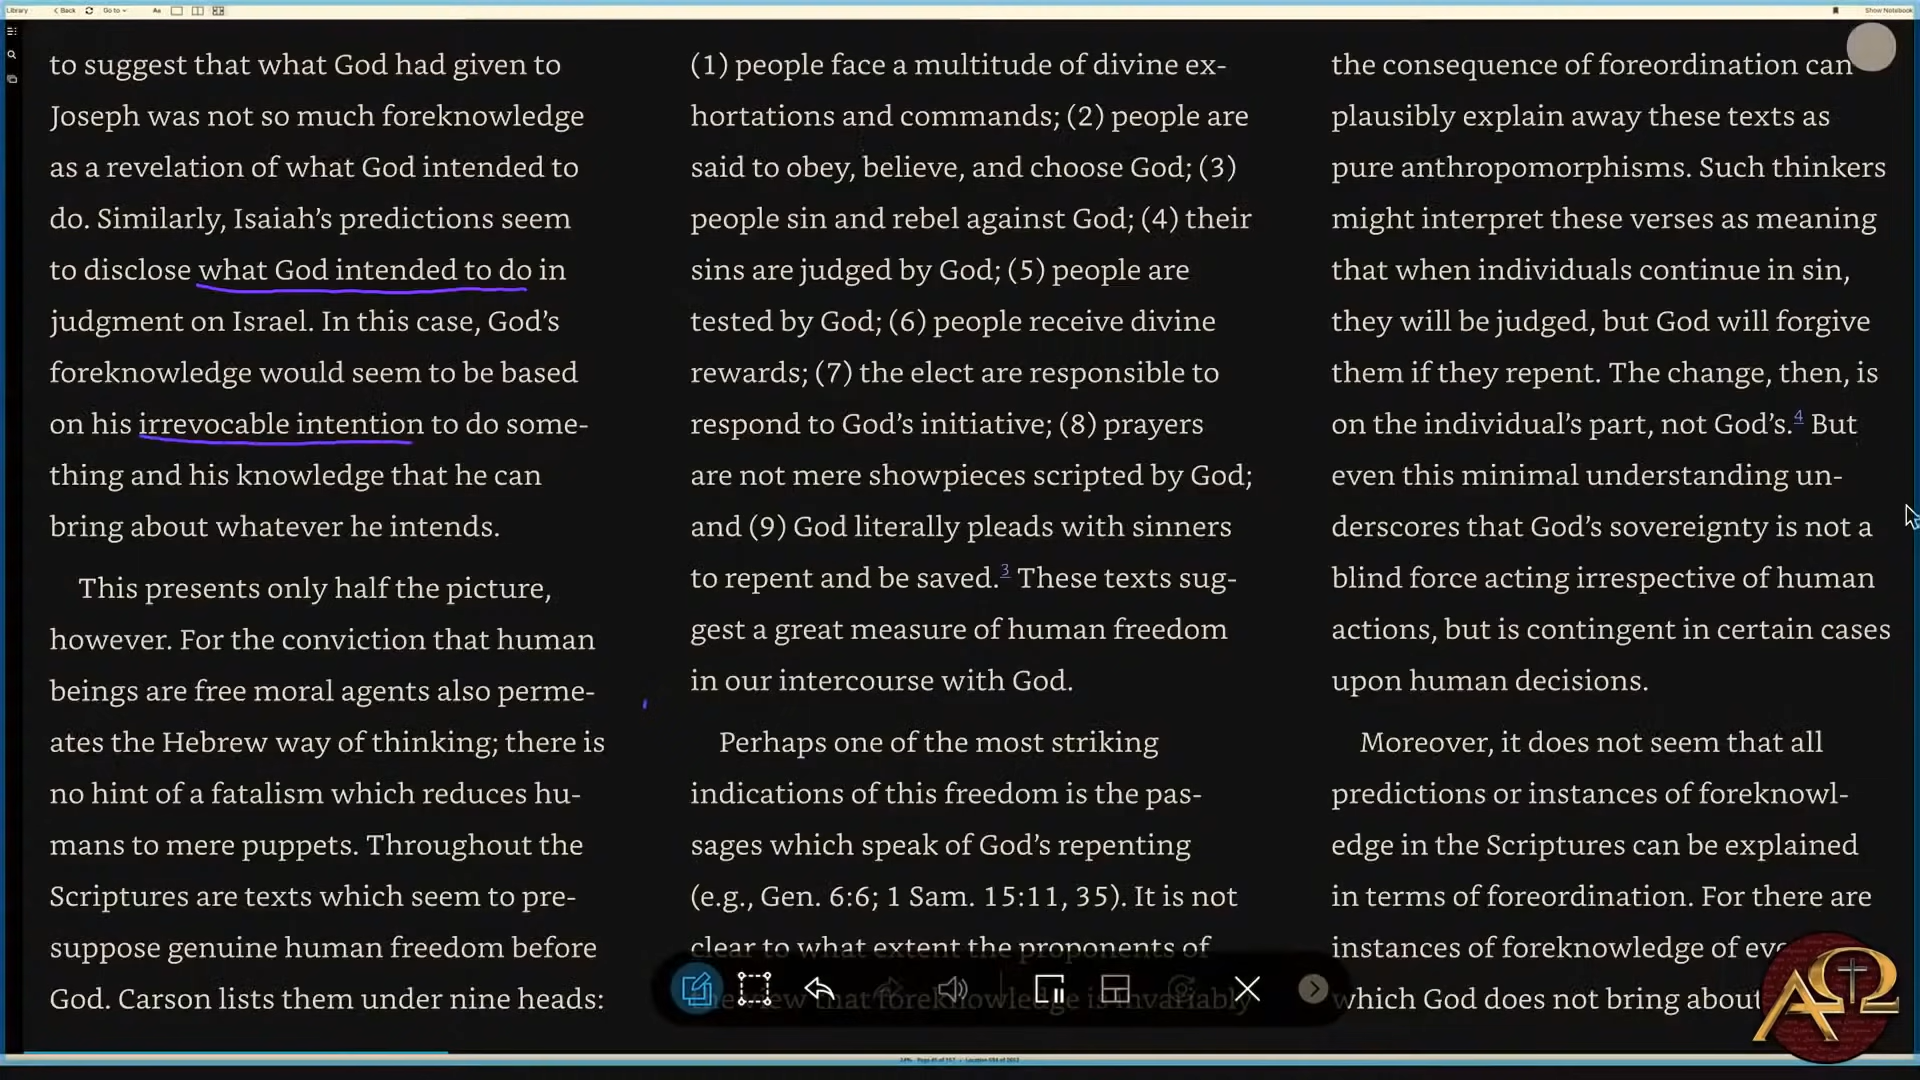 Library
Back
Go to
Aa
Show Notebook
to suggest that what God had given to
Joseph was not so much foreknowledge
as a revelation of what God intended to
do. Similarly, Isaiah's predictions seem
to disclose what God intended to do in
judgment on Israel. In this case, God's
foreknowledge would seem to be based
on his irrevocable intention to do some-
thing and his knowledge that he can
bring about whatever he intends.
This presents only half the picture,
however. For the conviction that human
beings are free moral agents also perme-
ates the Hebrew way of thinking; there is
no hint of a fatalism which reduces hu-
mans to mere puppets. Throughout the
Scriptures are texts which seem to pre-
suppose genuine human freedom before
God. Carson lists them under nine heads:
(1) people face a multitude of divine ex-
hortations and commands; (2) people are
said to obey, believe, and choose God; (3)
people sin and rebel against God; (4) their
sins are judged by God; (5) people are
tested by God; (6) people receive divine
rewards; (7) the elect are responsible to
respond to God's initiative; (8) prayers
are not mere showpieces scripted by God;
and (9) God literally pleads with sinners
to repent and be saved.3 These texts sug-
gest a great measure of human freedom
in our intercourse with God.
Perhaps one of the most striking
indications of this freedom is the pas-
sages which speak of God's repenting
(e.g., Gen. 6:6; 1 Sam. 15:11, 35). It is not
clear to what extent the proponents of
the view that foreknowledge is invariably
the consequence of foreordination can
plausibly explain away these texts as
pure anthropomorphisms. Such thinkers
might interpret these verses as meaning
that when individuals continue in sin,
they will be judged, but God will forgive
them if they repent. The change, then, is
on the individual's part, not God's.4 But
even this minimal understanding un-
derscores that God's sovereignty is not a
blind force acting irrespective of human
actions, but is contingent in certain cases
upon human decisions.
Moreover, it does not seem that all
predictions or instances of foreknowl-
edge in the Scriptures can be explained
in terms of foreordination. For there are
instances of foreknowledge of
which God does not bring about
ΑΩ